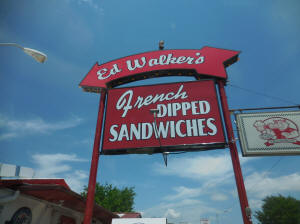 Ed Walker's
French
DIPPED
SANDWICHES